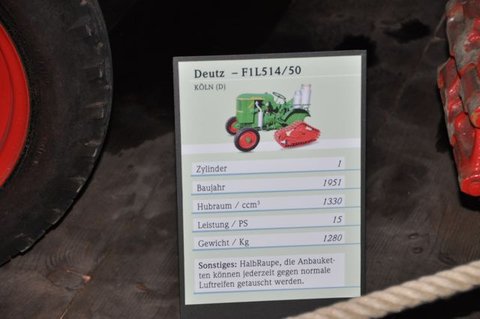 Deutz – F1L514/50
KÖLN (D)
Zylinder 1
Baujahr 1951
Hubraum / ccm³ 1330
Leistung / PS 15
Gewicht / Kg 1280
Sonstiges: HalbRaupe, die Anbauket-
ten können jederzeit gegen normale
Luftreifen getauscht werden.